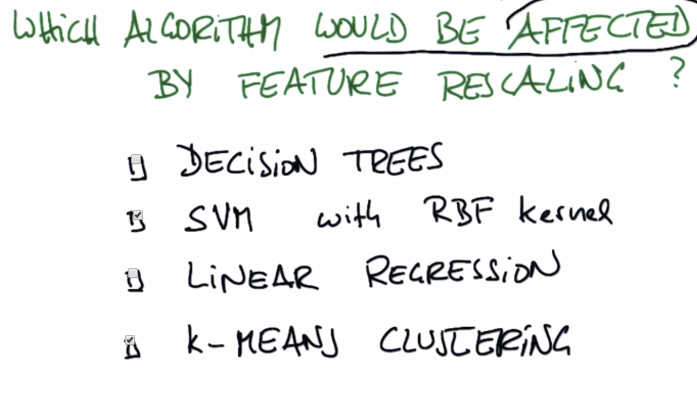 WHICH ALGORITHM WOULD BE AFFECTED
BY FEATURE RESCALING ?
DECISION TREES
SVM with RBF kernel
LINEAR REGRESSION
K-MEANS CLUSTERING